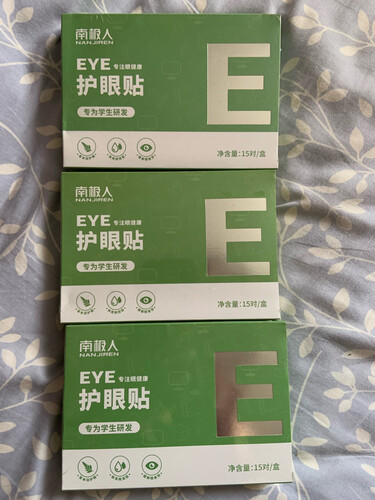 南极人
NANJIREN
EYE 专注眼健康
护眼贴
专为学生研发
E
净含量:15对/盒
南极人
NANJIREN
EYE 专注眼健康
护眼贴
专为学生研发
E
净含量:15对/盒
南极人
NANJIREN
EYE 专注眼健康
护眼贴
专为学生研发
E
净含量:15对/盒